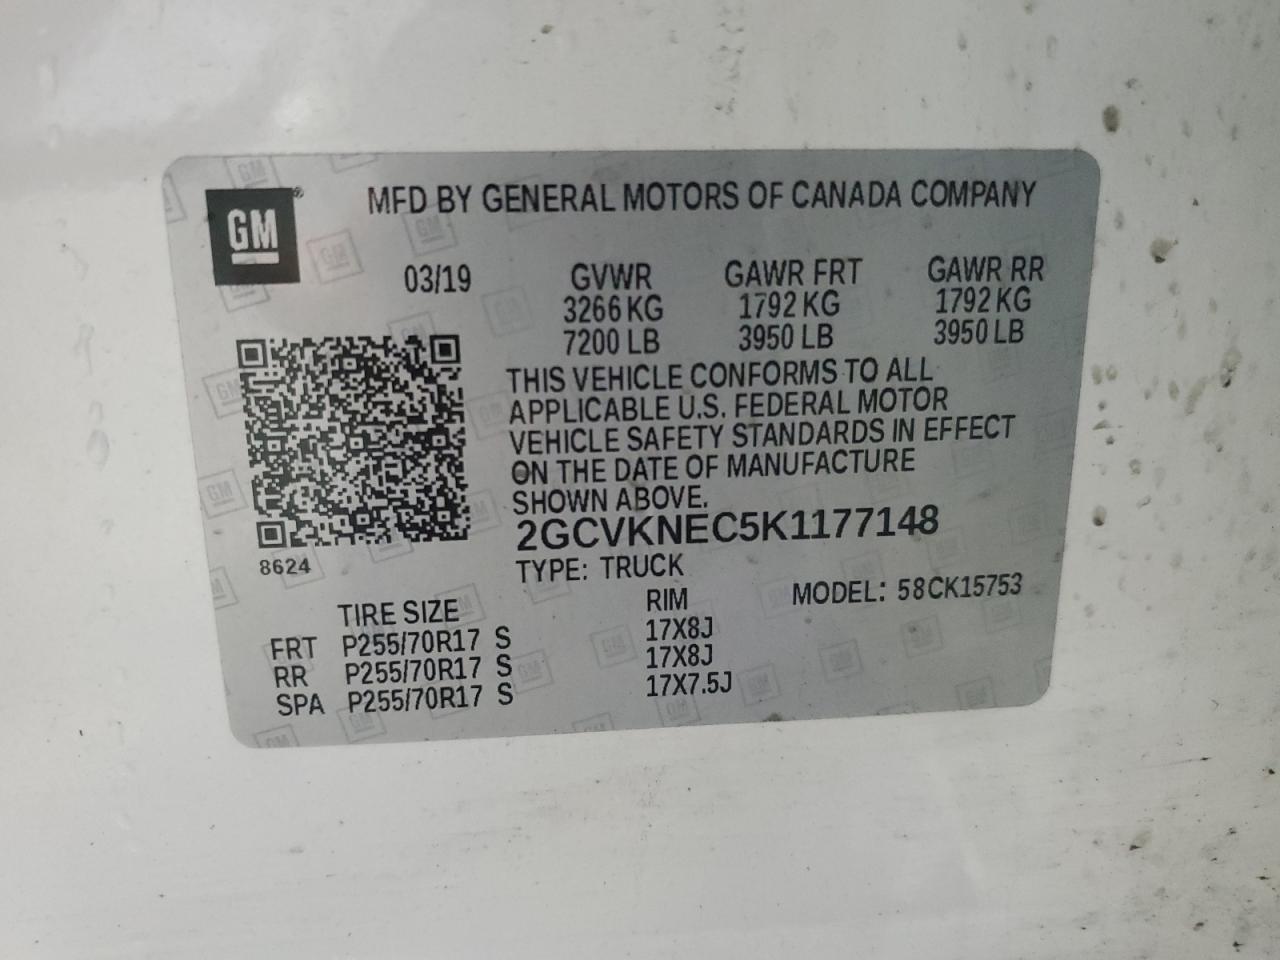 GM ® MFD BY GENERAL MOTORS OF CANADA COMPANY
03/19 GVWR GAWR FRT GAWR RR
3266 KG 1792 KG 1792 KG
7200 LB 3950 LB 3950 LB
THIS VEHICLE CONFORMS TO ALL
APPLICABLE U.S. FEDERAL MOTOR
VEHICLE SAFETY STANDARDS IN EFFECT
ON THE DATE OF MANUFACTURE
SHOWN ABOVE.
2GCVKNEC5K1177148
8624
TYPE: TRUCK
MODEL: 58CK15753
TIRE SIZE RIM
FRT P255/70R17 S 17X8J
RR P255/70R17 S 17X8J
SPA P255/70R17 S 17X7.5J